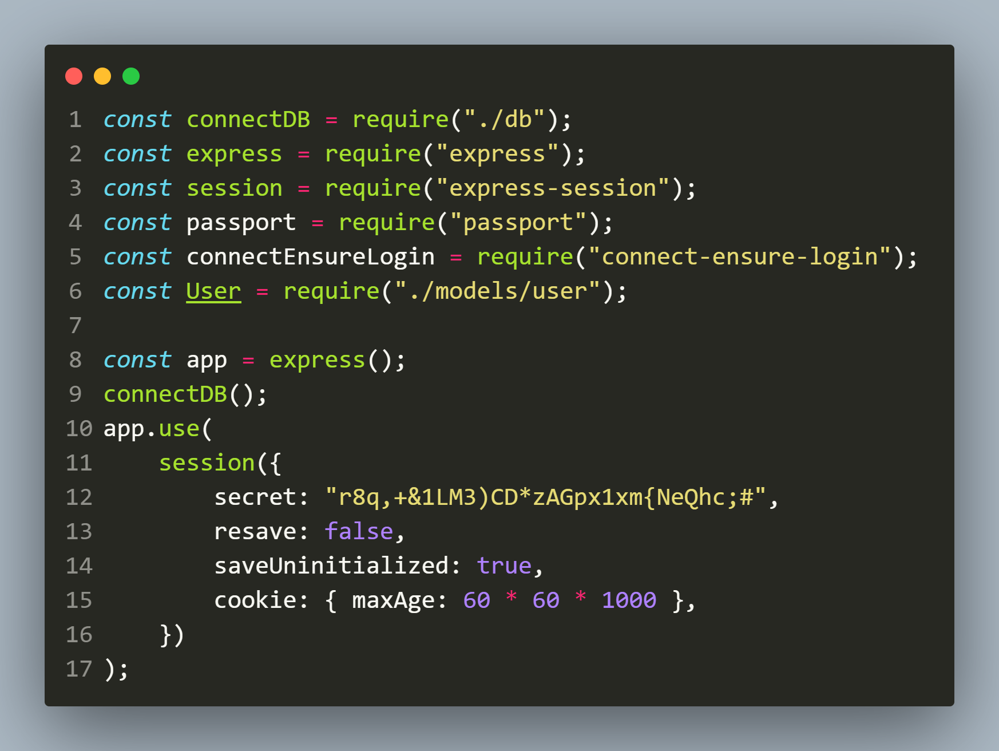 1 const connectDB = require("./db");
2 const express = require("express");
3 const session = require("express-session");
4 const passport = require("passport");
5 const connectEnsureLogin = require("connect-ensure-login");
6 const User = require("./models/user");
7
8 const app = express();
9 connectDB();
10 app.use(
11     session({
12         secret: "r8q,+&1LM3)CD*zAGpx1xm{NeQhc;#",
13         resave: false,
14         saveUninitialized: true,
15         cookie: { maxAge: 60 * 60 * 1000 },
16     })
17 );